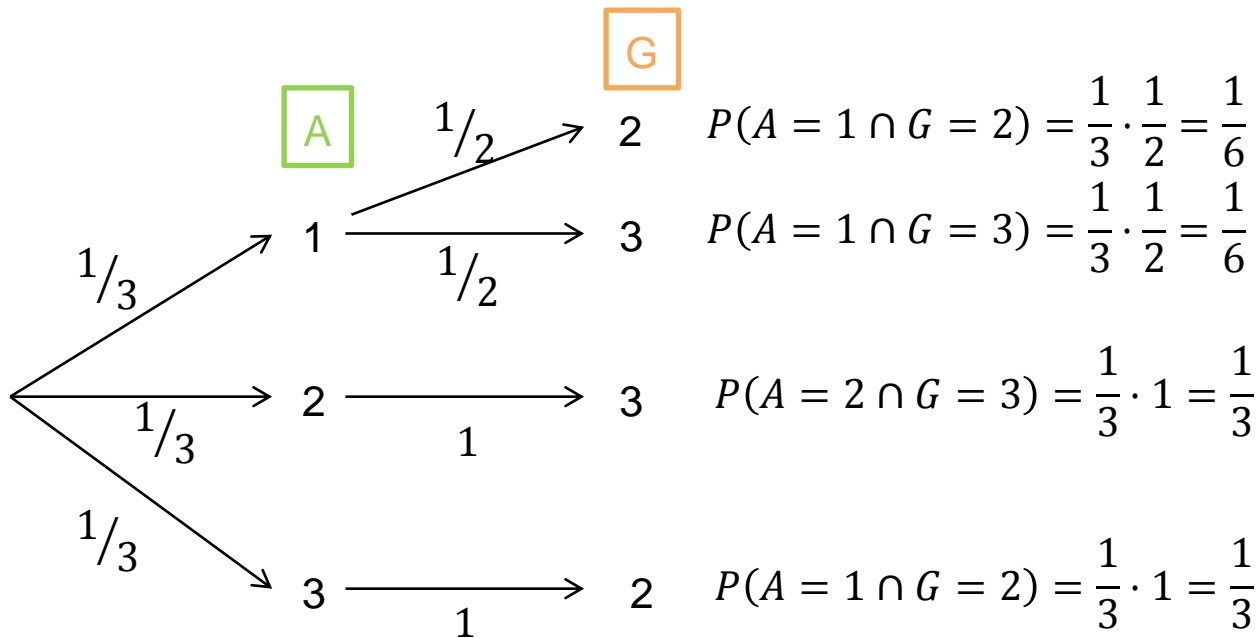 G
A
1/2 2 P(A = 1 ∩ G = 2) = 1/3 · 1/2 = 1/6
1 3 P(A = 1 ∩ G = 3) = 1/3 · 1/2 = 1/6
1/3 1/2
2 3 P(A = 2 ∩ G = 3) = 1/3 · 1 = 1/3
1/3 1
1/3
3 2 P(A = 1 ∩ G = 2) = 1/3 · 1 = 1/3
1